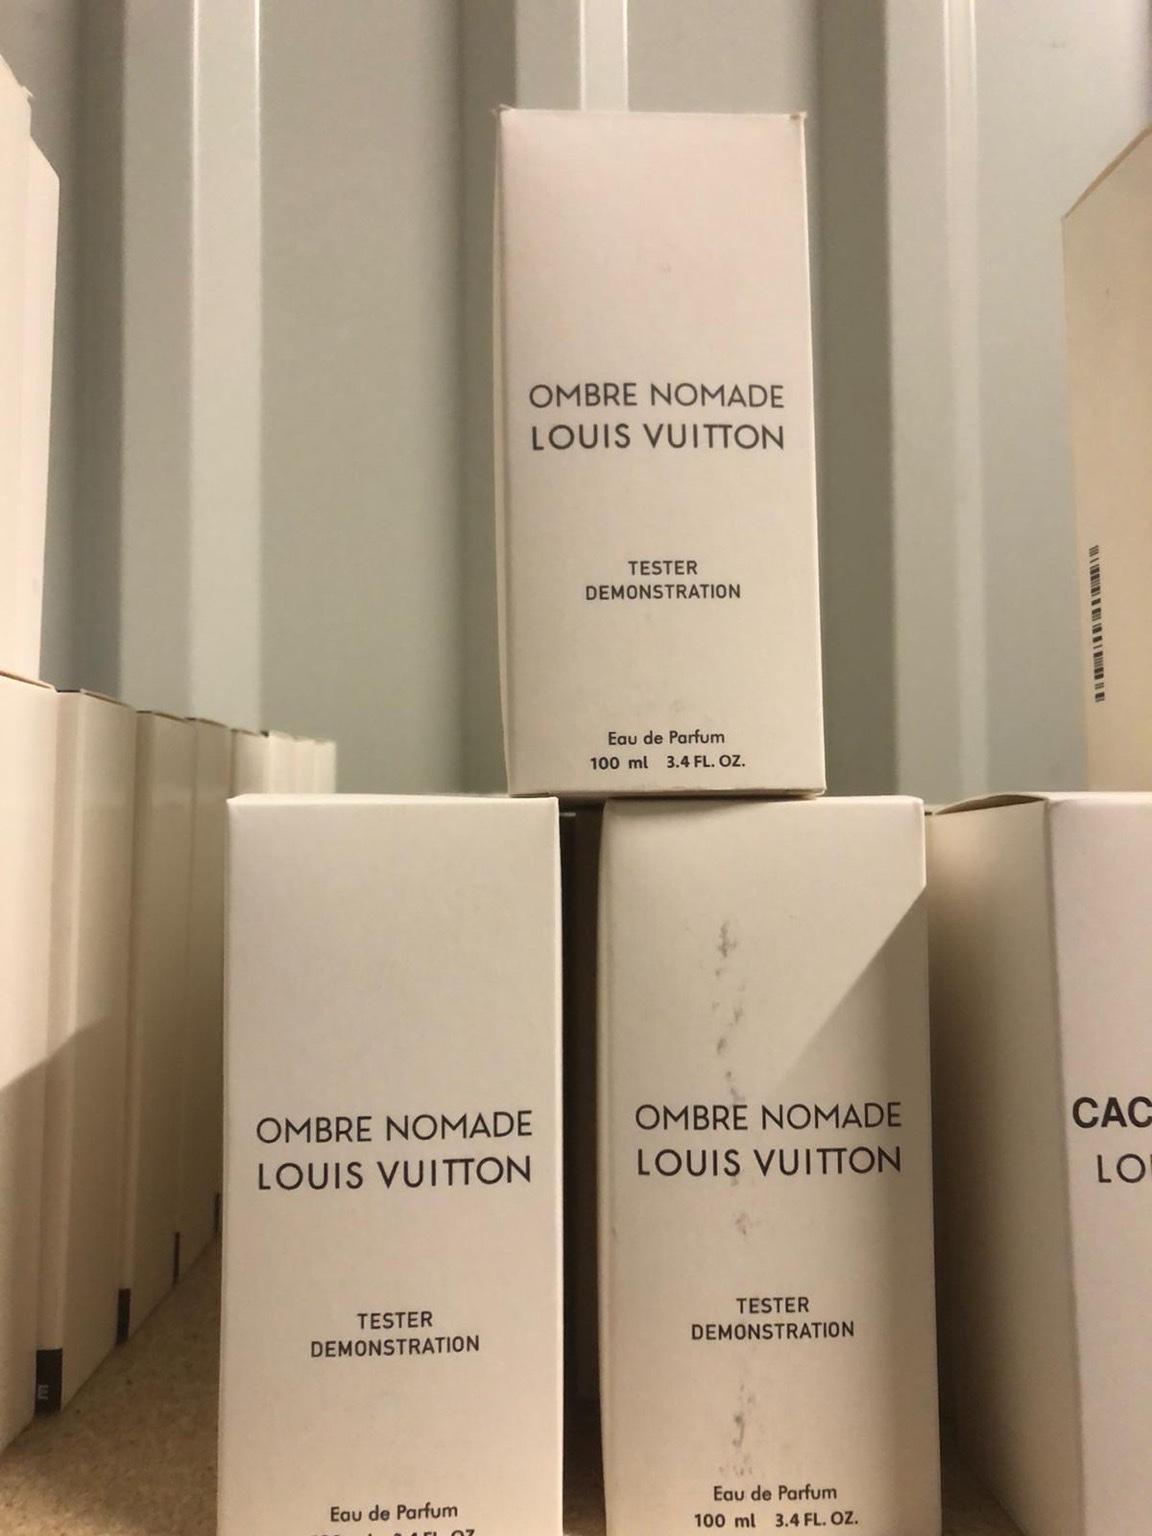 OMBRE NOMADE
LOUIS VUITTON
TESTER
DEMONSTRATION
Eau de Parfum
100 ml 3.4 FL. OZ.
OMBRE NOMADE
LOUIS VUITTON
TESTER
DEMONSTRATION
Eau de Parfum
OMBRE NOMADE
LOUIS VUITTON
TESTER
DEMONSTRATION
Eau de Parfum
100 ml 3.4 FL. OZ.
CAC
LO
E